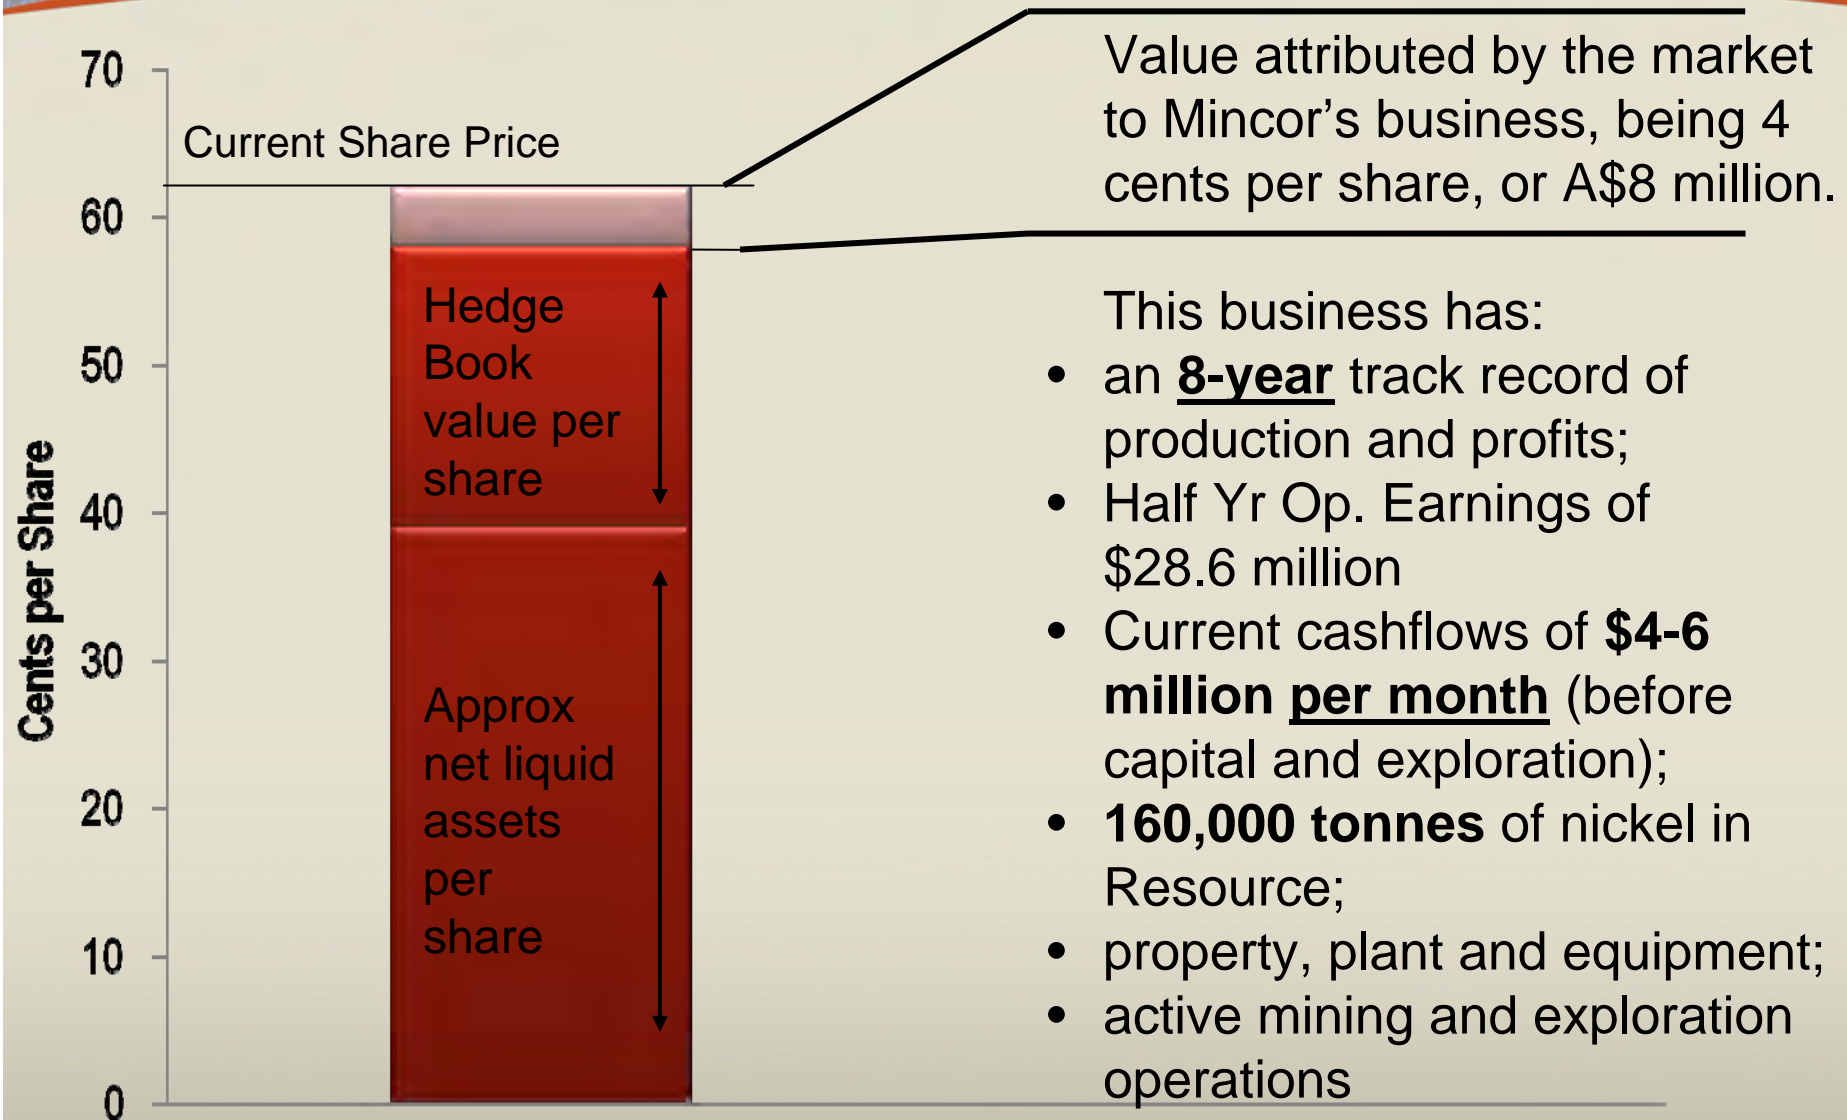 70
60
50
40
30
20
10
0
Cents per Share
Current Share Price
Hedge
Book
value per
share
Approx
net liquid
assets
per
share
Value attributed by the market
to Mincor’s business, being 4
cents per share, or A$8 million.
This business has:
• an 8-year track record of
production and profits;
• Half Yr Op. Earnings of
$28.6 million
• Current cashflows of $4-6
million per month (before
capital and exploration);
• 160,000 tonnes of nickel in
Resource;
• property, plant and equipment;
• active mining and exploration
operations